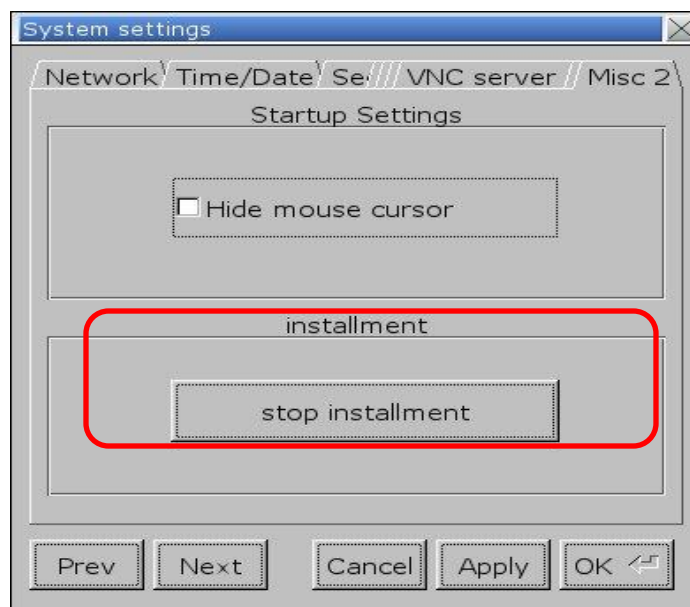 System settings
Network Time/Date Se VNC server Misc 2
Startup Settings
Hide mouse cursor
installment
stop installment
Prev Next Cancel Apply OK